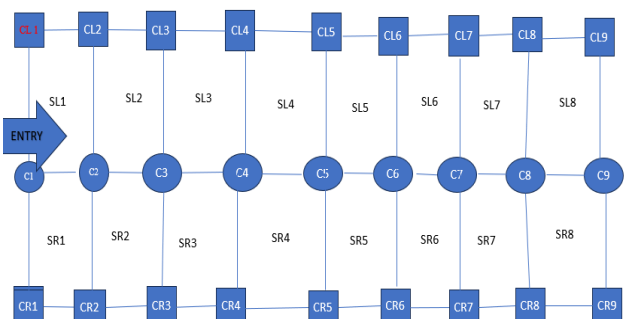 CL1 CL2 CL3 CL4 CL5 CL6 CL7 CL8 CL9
SL1 SL2 SL3 SL4 SL5 SL6 SL7 SL8
ENTRY
C1 C2 C3 C4 C5 C6 C7 C8 C9
SR1 SR2 SR3 SR4 SR5 SR6 SR7 SR8
CR1 CR2 CR3 CR4 CR5 CR6 CR7 CR8 CR9